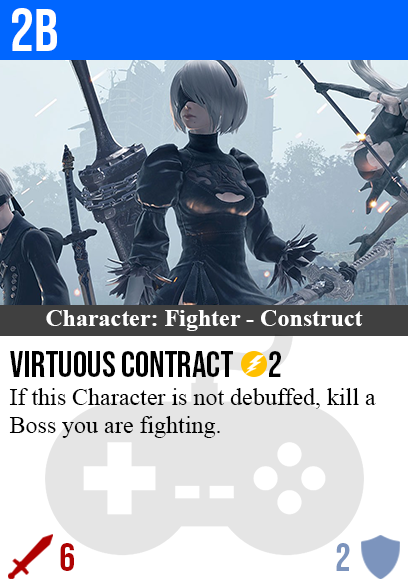 2B
Character: Fighter - Construct
VIRTUOUS CONTRACT 2
If this Character is not debuffed, kill a
Boss you are fighting.
6
2